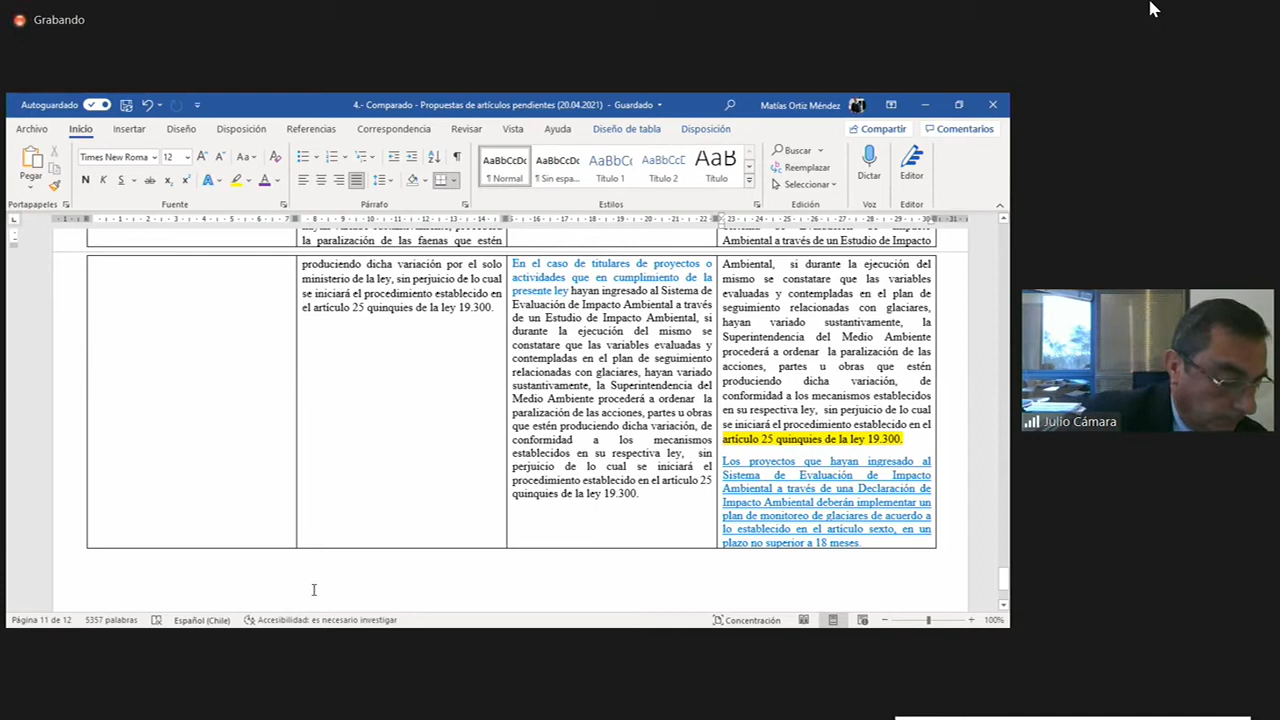 Grabando
Autoguardado
4.- Comparado - Propuestas de artículos pendientes (20.04.2021) - Guardado
Matías Ortiz Méndez
Archivo Inicio Insertar Diseño Disposición Referencias Correspondencia Revisar Vista Ayuda Diseño de tabla Disposición Compartir Comentarios
Pegar
Times New Roma 12
N K S
AaBbCcDc AaBbCcDc AaBbCc AaBbCcE AaB
¶ Normal ¶ Sin espa... Título 1 Título 2 Título
Buscar
Reemplazar
Seleccionar
Dictar
Editor
Portapapeles Fuente Párrafo Estilos Edición Voz Editor
la paralización de las faenas que estén
produciendo dicha variación por el solo
ministerio de la ley, sin perjuicio de lo cual
se iniciará el procedimiento establecido en
el artículo 25 quinquies de la ley 19.300.
En el caso de titulares de proyectos o
actividades que en cumplimiento de la
presente ley hayan ingresado al Sistema de
Evaluación de Impacto Ambiental a través
de un Estudio de Impacto Ambiental, si
durante la ejecución del mismo se
constatare que las variables evaluadas y
contempladas en el plan de seguimiento
relacionadas con glaciares, hayan variado
sustantivamente, la Superintendencia del
Medio Ambiente procederá a ordenar la
paralización de las acciones, partes u obras
que estén produciendo dicha variación, de
conformidad a los mecanismos
establecidos en su respectiva ley, sin
perjuicio de lo cual se iniciará el
procedimiento establecido en el artículo 25
quinquies de la ley 19.300.
Ambiental a través de un Estudio de Impacto
Ambiental, si durante la ejecución del
mismo se constatare que las variables
evaluadas y contempladas en el plan de
seguimiento relacionadas con glaciares,
hayan variado sustantivamente, la
Superintendencia del Medio Ambiente
procederá a ordenar la paralización de las
acciones, partes u obras que estén
produciendo dicha variación, de
conformidad a los mecanismos establecidos
en su respectiva ley, sin perjuicio de lo cual
se iniciará el procedimiento establecido en el
artículo 25 quinquies de la ley 19.300.
Los proyectos que hayan ingresado al
Sistema de Evaluación de Impacto
Ambiental a través de una Declaración de
Impacto Ambiental deberán implementar un
plan de monitoreo de glaciares de acuerdo a
lo establecido en el artículo sexto, en un
plazo no superior a 18 meses.
Julio Cámara
Página 11 de 12 5357 palabras Español (Chile) Accesibilidad: es necesario investigar Concentración 100%